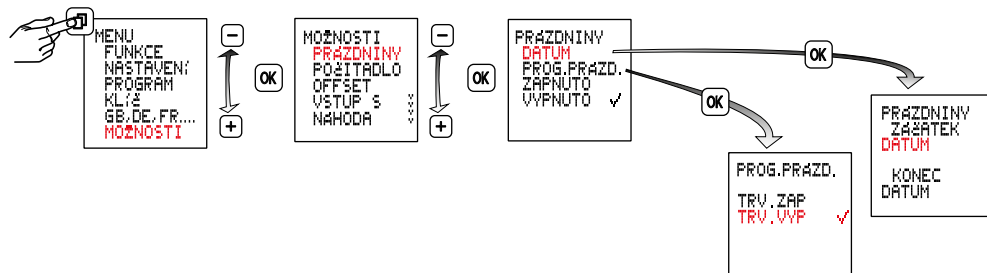 MENU
FUNKCE
NASTAVENí
PROGRAM
KLíč
GB,DE,FR....
MOžNOSTI
−
+
OK
MOžNOSTI
PRáZDNINY
POčITADLO
OFFSET
VSTUP S
NáHODA
−
+
OK
PRáZDNINY
DATUM
PROG.PRáZD.
ZAPNUTO
VYPNUTO ✓
OK
OK
PROG.PRáZD.
TRV.ZAP
TRV.VYP ✓
PRáZDNINY
ZáčáTEK
DATUM
KONEC
DATUM